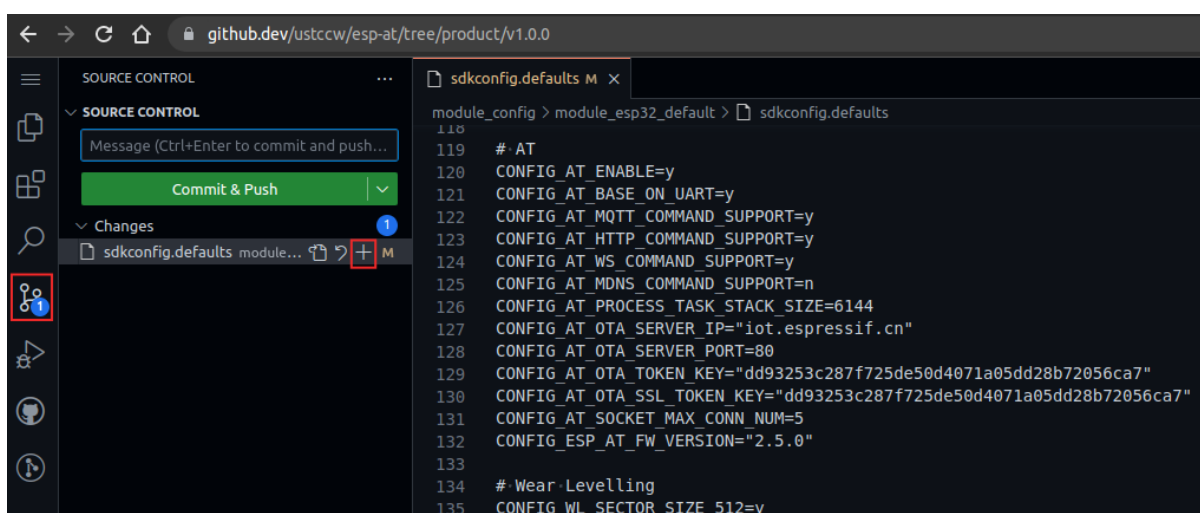 github.dev/ustccw/esp-at/tree/product/v1.0.0
SOURCE CONTROL ...
SOURCE CONTROL
Message (Ctrl+Enter to commit and push...
Commit & Push
Changes 1
sdkconfig.defaults module... M
1
sdkconfig.defaults M
module_config > module_esp32_default > sdkconfig.defaults
118
119 # AT
120 CONFIG_AT_ENABLE=y
121 CONFIG_AT_BASE_ON_UART=y
122 CONFIG_AT_MQTT_COMMAND_SUPPORT=y
123 CONFIG_AT_HTTP_COMMAND_SUPPORT=y
124 CONFIG_AT_WS_COMMAND_SUPPORT=y
125 CONFIG_AT_MDNS_COMMAND_SUPPORT=n
126 CONFIG_AT_PROCESS_TASK_STACK_SIZE=6144
127 CONFIG_AT_OTA_SERVER_IP="iot.espressif.cn"
128 CONFIG_AT_OTA_SERVER_PORT=80
129 CONFIG_AT_OTA_TOKEN_KEY="dd93253c287f725de50d4071a05dd28b72056ca7"
130 CONFIG_AT_OTA_SSL_TOKEN_KEY="dd93253c287f725de50d4071a05dd28b72056ca7"
131 CONFIG_AT_SOCKET_MAX_CONN_NUM=5
132 CONFIG_ESP_AT_FW_VERSION="2.5.0"
133
134 # Wear Levelling
135 CONFIG_WL_SECTOR_SIZE_512=y